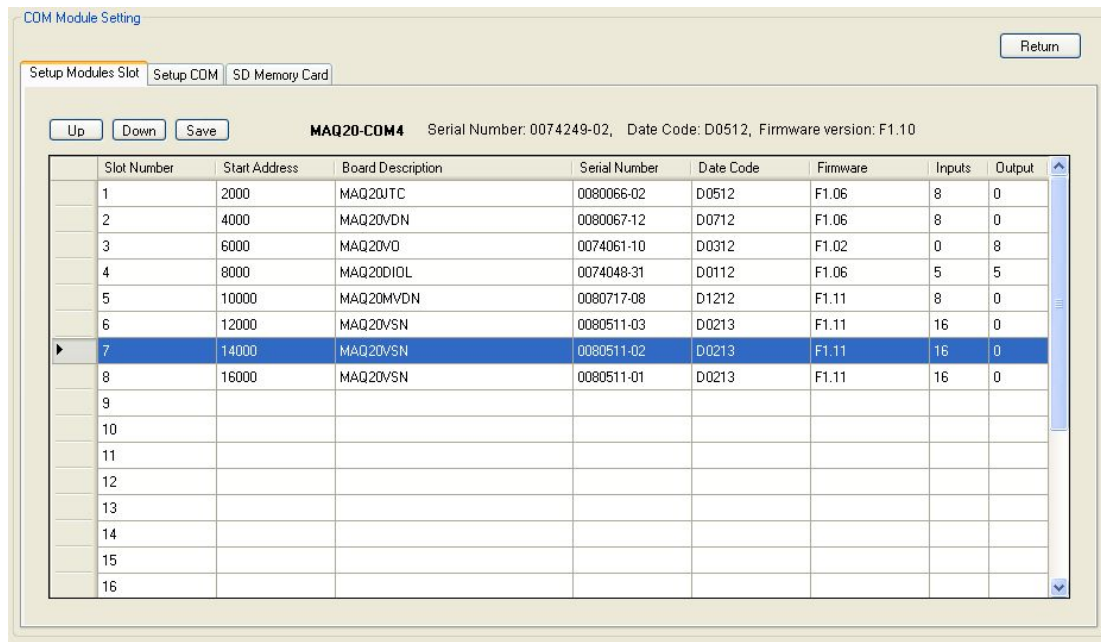 COM Module Setting
Return
Setup Modules Slot Setup COM SD Memory Card
Up Down Save MAQ20-COM4 Serial Number: 0074249-02, Date Code: D0512, Firmware version: F1.10
Slot Number Start Address Board Description Serial Number Date Code Firmware Inputs Output
1 2000 MAQ20JTC 0080066-02 D0512 F1.06 8 0
2 4000 MAQ20VDN 0080067-12 D0712 F1.06 8 0
3 6000 MAQ20VO 0074061-10 D0312 F1.02 0 8
4 8000 MAQ20DIOL 0074048-31 D0112 F1.06 5 5
5 10000 MAQ20MVDN 0080717-08 D1212 F1.11 8 0
6 12000 MAQ20VSN 0080511-03 D0213 F1.11 16 0
7 14000 MAQ20VSN 0080511-02 D0213 F1.11 16 0
8 16000 MAQ20VSN 0080511-01 D0213 F1.11 16 0
9
10
11
12
13
14
15
16